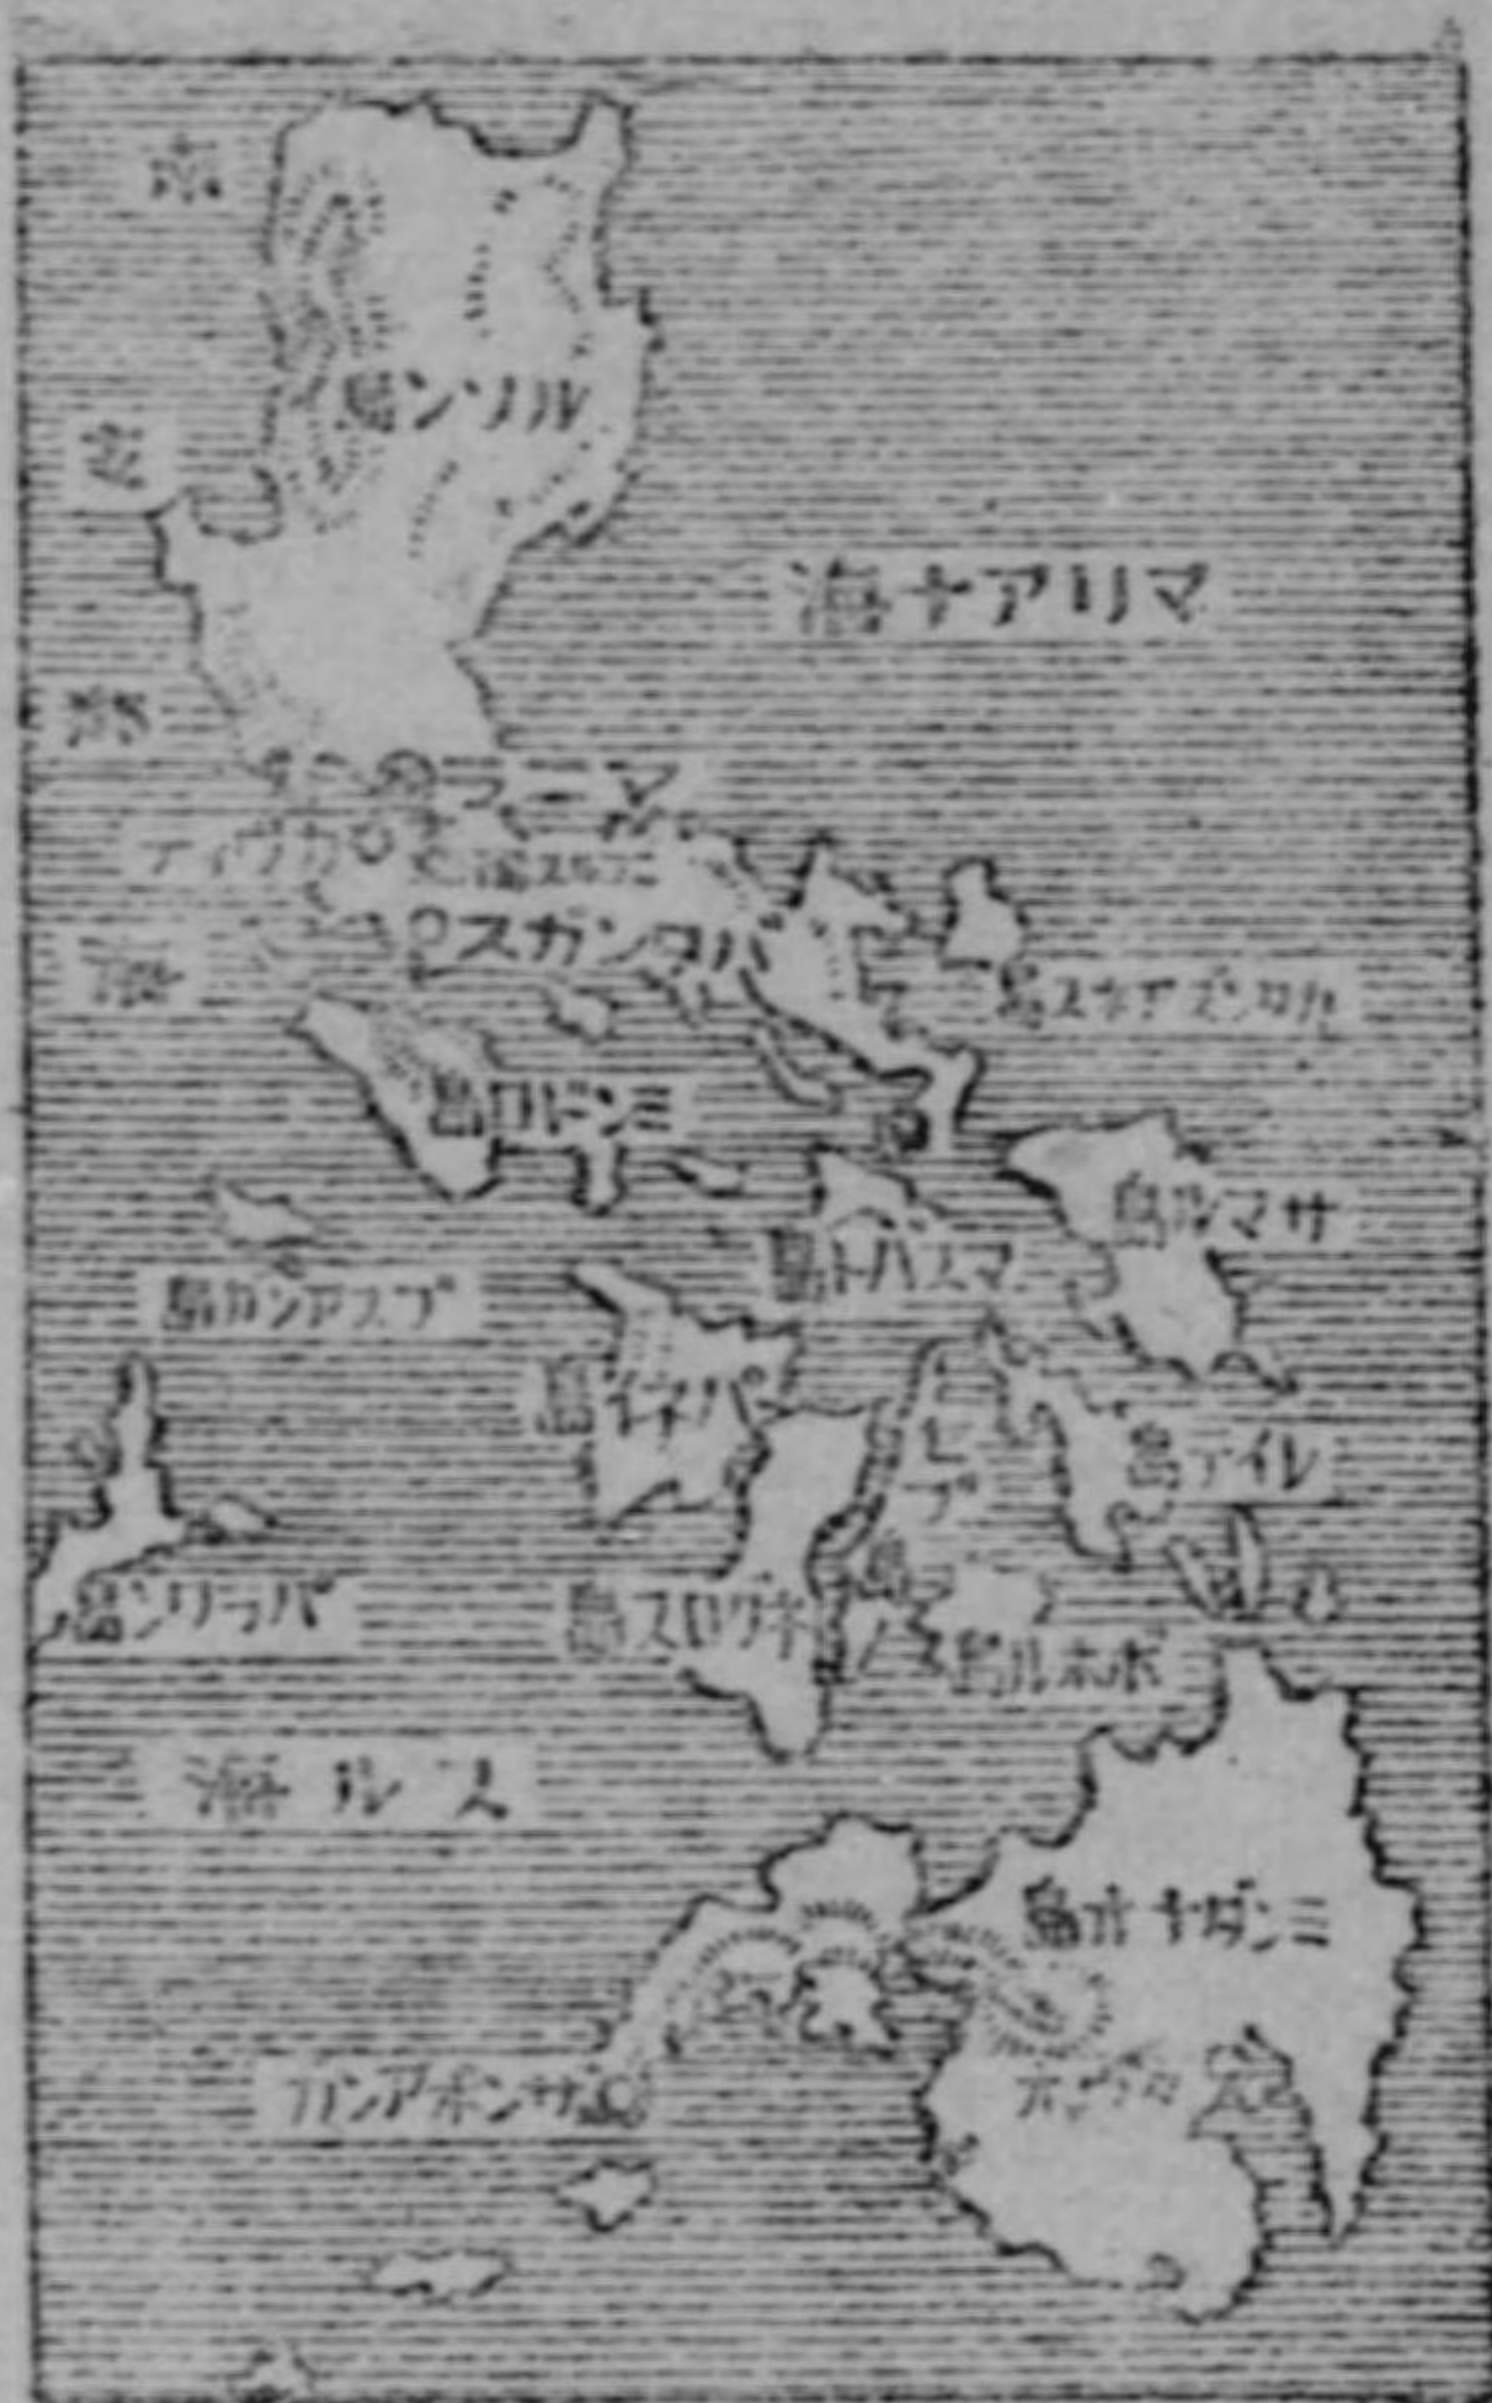 南支那海
ルソン島
マリアナ海
マニラ
カヴィテ
バタンガス
カタンズアネス島
ミンドロ島
サマル島
マスバト島
ブスアンガ島
パネイ島
セブ島
レイテ島
パラワン島
ネグロス島
ボホル島
スル海
ミンダナオ島
サンボアンガ